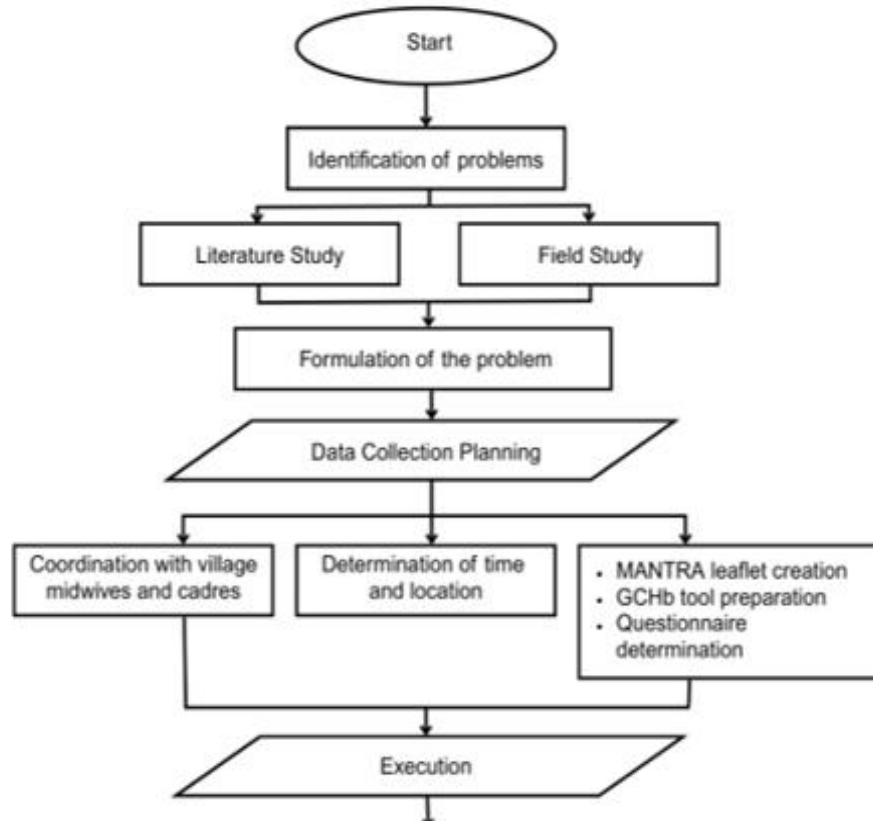 Start
Identification of problems
Literature Study
Field Study
Formulation of the problem
Data Collection Planning
Coordination with village
midwives and cadres
Determination of time
and location
• MANTRA leaflet creation
• GCHb tool preparation
• Questionnaire
determination
Execution